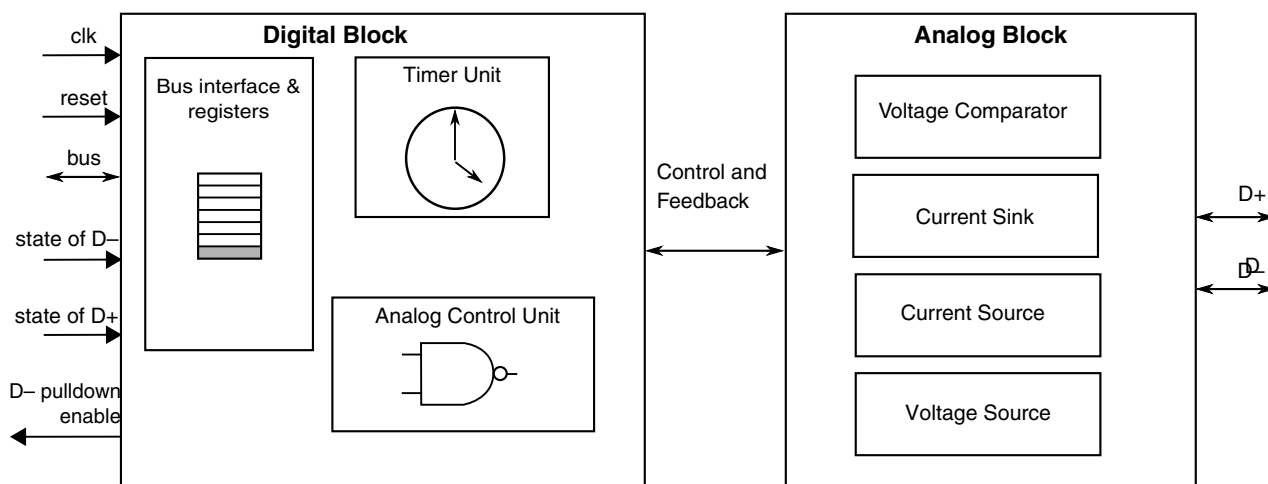 Digital Block
Analog Block
clk
reset
bus
state of D–
state of D+
D– pulldown
enable
Bus interface &
registers
Timer Unit
Analog Control Unit
Control and
Feedback
Voltage Comparator
Current Sink
Current Source
Voltage Source
D+
D–